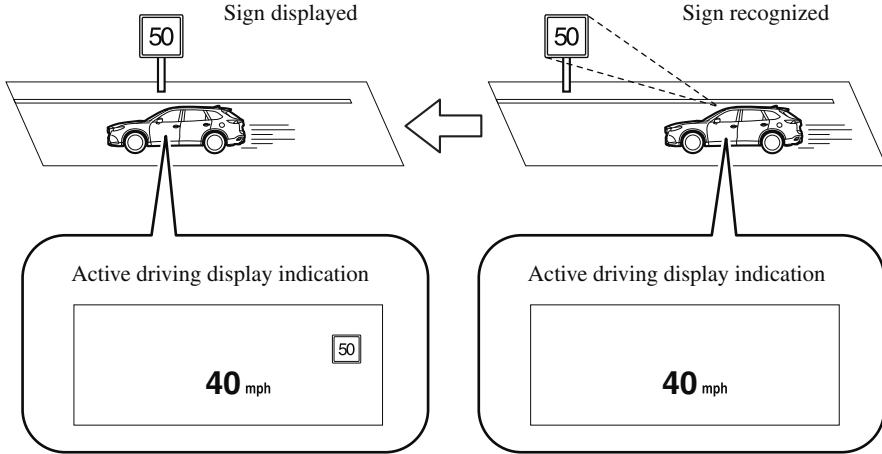 Sign displayed
50
Active driving display indication
50
40 mph
Sign recognized
50
Active driving display indication
40 mph